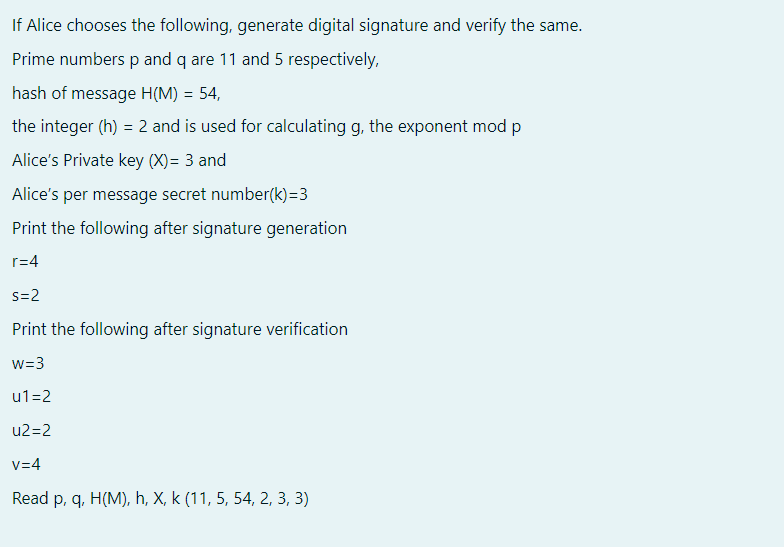 If Alice chooses the following, generate digital signature and verify the same.
Prime numbers p and q are 11 and 5 respectively,
hash of message H(M) = 54,
the integer (h) = 2 and is used for calculating g, the exponent mod p
Alice's Private key (X)= 3 and
Alice's per message secret number(k)=3
Print the following after signature generation
r=4
s=2
Print the following after signature verification
w=3
u1=2
u2=2
v=4
Read p, q, H(M), h, X, k (11, 5, 54, 2, 3, 3)